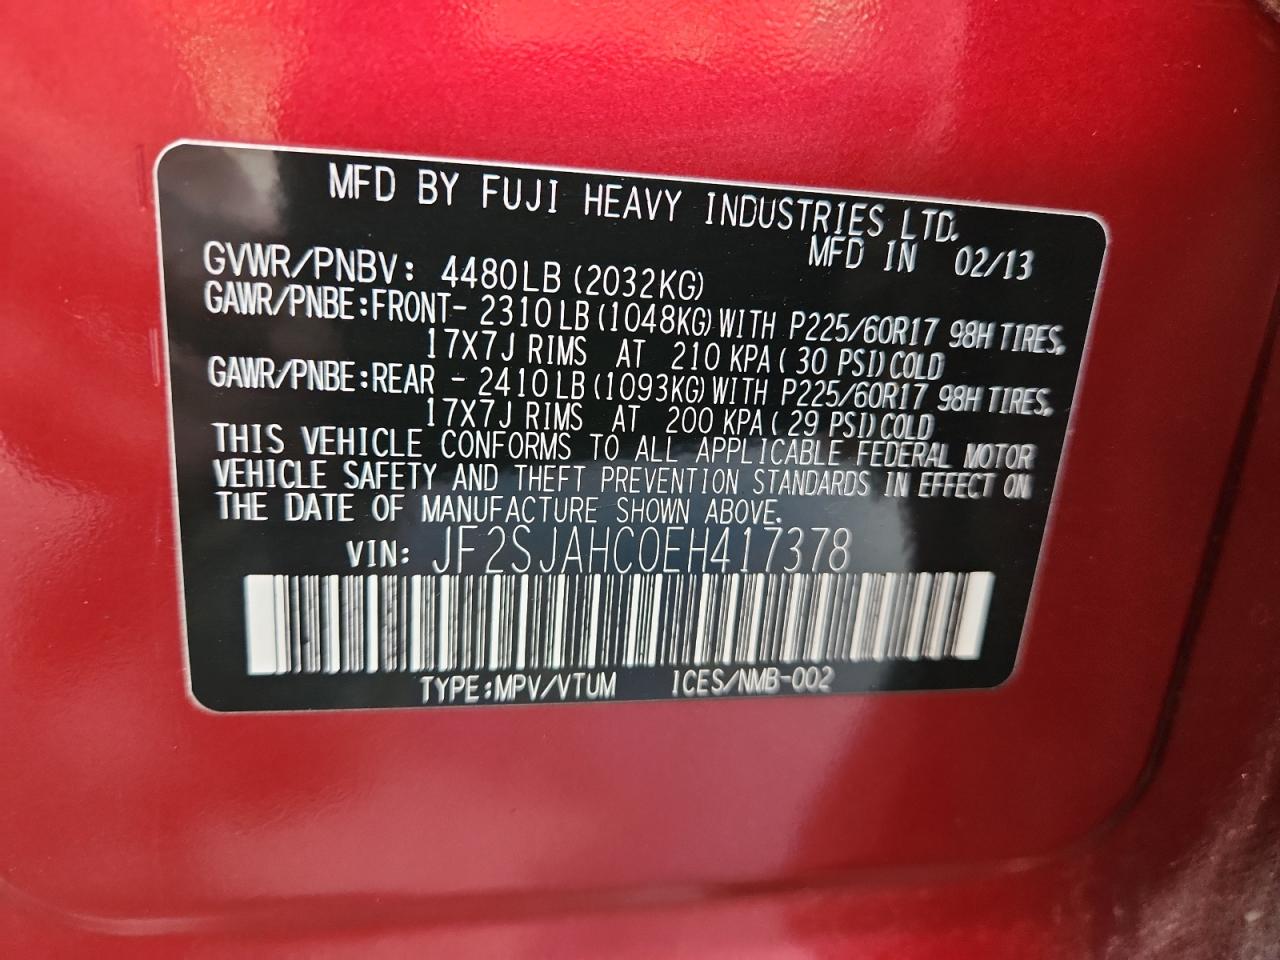 MFD BY FUJI HEAVY INDUSTRIES LTD.
MFD IN 02/13
GVWR/PNBV: 4480LB (2032KG)
GAWR/PNBE:FRONT- 2310LB(1048KG)WITH P225/60R17 98H TIRES,
17X7J RIMS AT 210 KPA( 30 PSI)COLD
GAWR/PNBE:REAR - 2410LB(1093KG)WITH P225/60R17 98H TIRES,
17X7J RIMS AT 200 KPA( 29 PSI)COLD
THIS VEHICLE CONFORMS TO ALL APPLICABLE FEDERAL MOTOR
VEHICLE SAFETY AND THEFT PREVENTION STANDARDS IN EFFECT ON
THE DATE OF MANUFACTURE SHOWN ABOVE.
VIN: JF2SJAHC0EH417378
TYPE:MPV/VTUM ICES/NMB-002